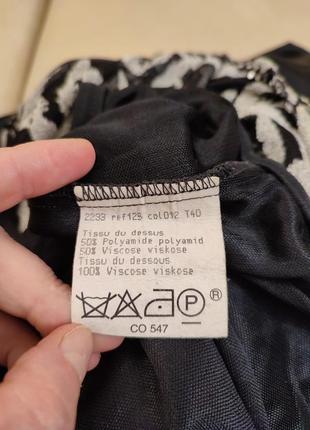 2233 ref123 col012 T40
Tissu du dessus
50% Polyamide polyamid
50% Viscose viskose
Tissu du dessous
100% Viscose viskose
P ®
CO 547